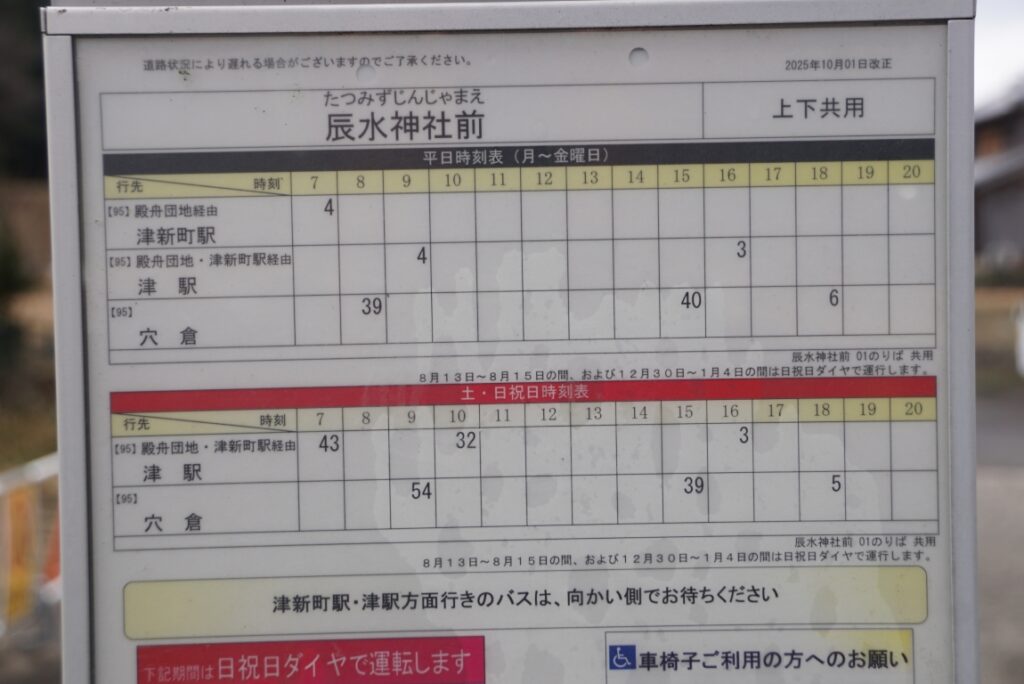 道路状況により遅れる場合がございますのでご了承ください。 2025年10月01日改正
たつみずじんじゃまえ
辰水神社前 上下共用
平日時刻表（月～金曜日）
行先 時刻 7 8 9 10 11 12 13 14 15 16 17 18 19 20
【95】殿舟団地経由 4
津新町駅
【95】殿舟団地・津新町駅経由 4 3
津 駅
【95】 39 40 6
穴 倉
辰水神社前 01のりば 共用
８月１３日～８月１５日の間、および１２月３０日～１月４日の間は日祝日ダイヤで運行します。
土・日祝日時刻表
行先 時刻 7 8 9 10 11 12 13 14 15 16 17 18 19 20
【95】殿舟団地・津新町駅経由 43 32 3
津 駅
【95】 54 39 5
穴 倉
辰水神社前 01のりば 共用
８月１３日～８月１５日の間、および１２月３０日～１月４日の間は日祝日ダイヤで運行します。
津新町駅・津駅方面行きのバスは、向かい側でお待ちください
下記期間は日祝日ダイヤで運転します
車椅子ご利用の方へのお願い